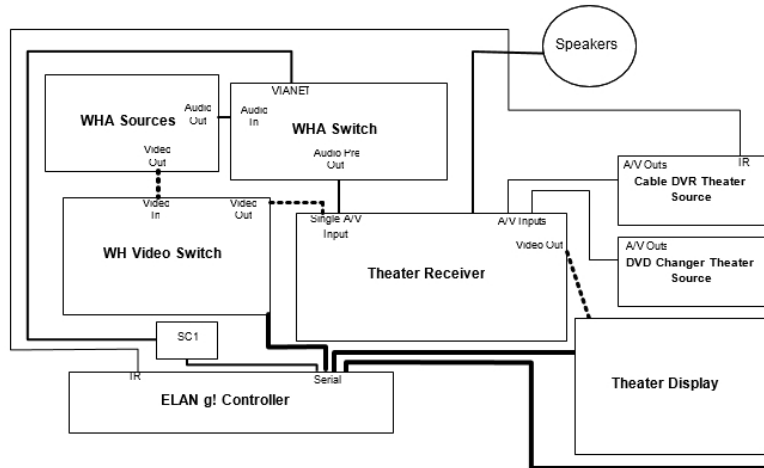 Speakers
VIANET
WHA Sources
Audio
Out
Audio
In
WHA Switch
Video
Out
Audio Pre
Out
A/V Outs
IR
Cable DVR Theater
Source
Video
In
Video
Out
Single A/V
Input
A/V Inputs
Video Out
WH Video Switch
Theater Receiver
A/V Outs
DVD Changer Theater
Source
SC1
IR
Serial
ELAN g! Controller
Theater Display